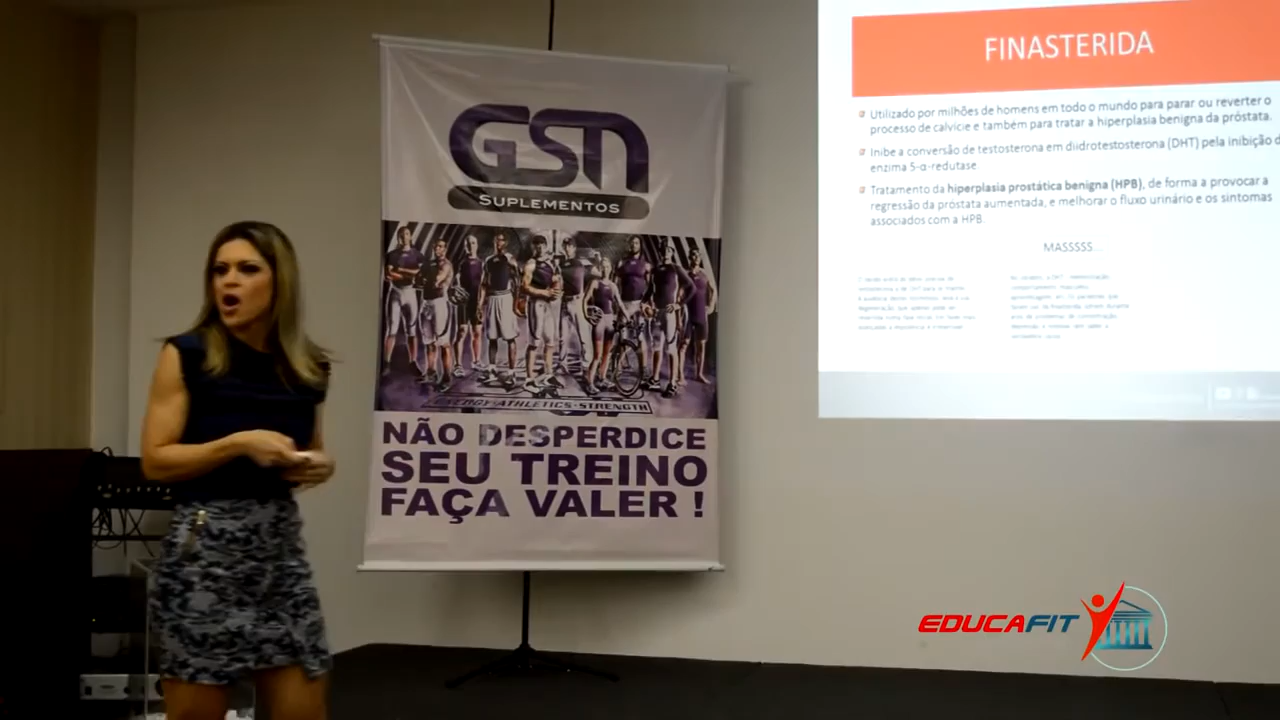 GSN
SUPLEMENTOS
ENERGY•ATHLETICS•STRENGTH
NÃO DESPERDICE
SEU TREINO
FAÇA VALER !
FINASTERIDA
Utilizado por milhões de homens em todo o mundo para parar ou reverter o
processo de calvicie e também para tratar a hiperplasia benigna da próstata.
Inibe a conversão de testosterona em diidrotestosterona (DHT) pela inibição d
enzima 5-α-redutase
Tratamento da hiperplasia prostática benigna (HPB), de forma a provocar a
regressão da próstata aumentada, e melhorar o fluxo urinário e os sintomas
associados com a HPB.
MASSSSS...
EDUCAFIT